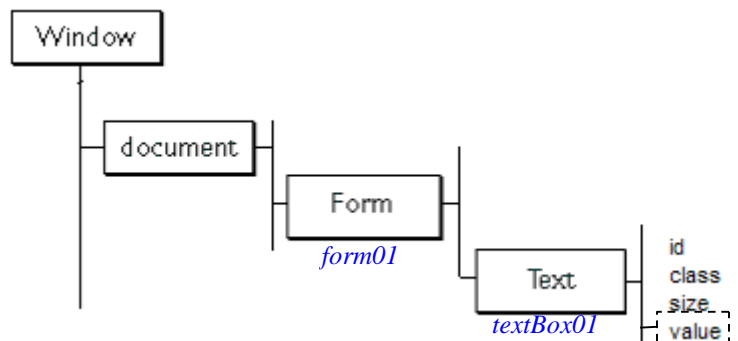 Window
document
Form
form01
Text
textBox01
id
class
size
value